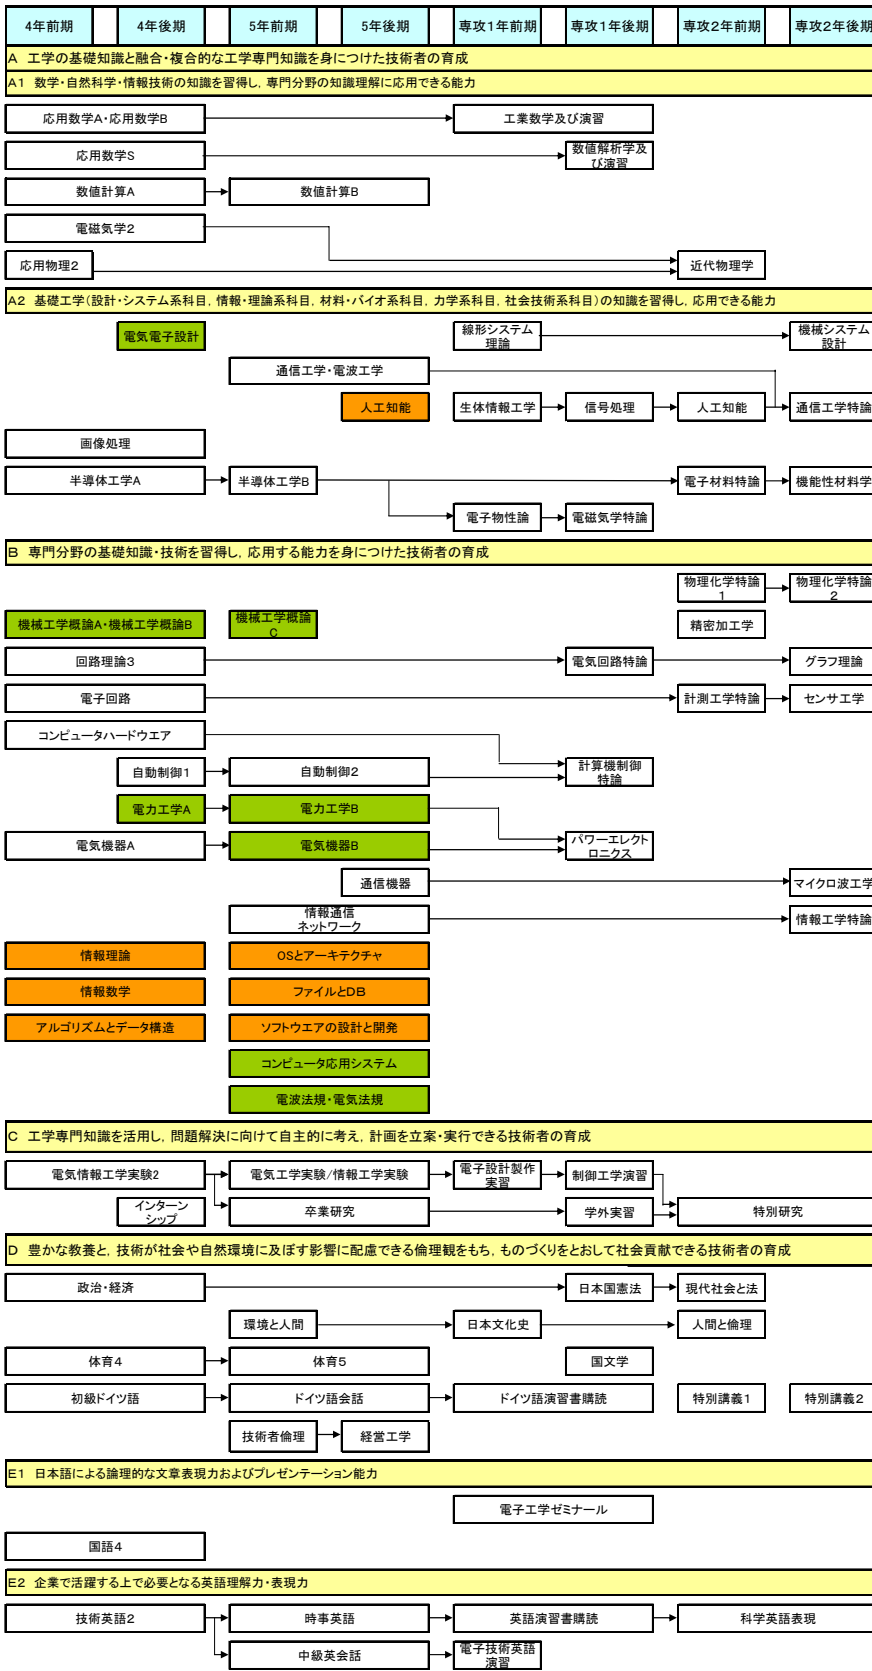 4年前期 4年後期 5年前期 5年後期 専攻1年前期 専攻1年後期 専攻2年前期 専攻2年後期
A 工学の基礎知識と融合・複合的な工学専門知識を身につけた技術者の育成
A1 数学・自然科学・情報技術の知識を習得し，専門分野の知識理解に応用できる能力
応用数学A・応用数学B 工業数学及び演習
応用数学S 数値解析学及
び演習
数値計算A 数値計算B
電磁気学2
応用物理2 近代物理学
A2 基礎工学（設計・システム系科目，情報・理論系科目，材料・バイオ系科目，力学系科目，社会技術系科目）の知識を習得し，応用できる能力
電気電子設計 線形システム 機械システム
理論 設計
通信工学・電波工学
人工知能 生体情報工学 信号処理 人工知能 通信工学特論
画像処理
半導体工学A 半導体工学B 電子材料特論 機能性材料学
電子物性論 電磁気学特論
B 専門分野の基礎知識・技術を習得し，応用する能力を身につけた技術者の育成
物理化学特論 物理化学特論
1 2
機械工学概論A・機械工学概論B 機械工学概論 精密加工学
C
回路理論3 電気回路特論 グラフ理論
電子回路 計測工学特論 センサ工学
コンピュータハードウエア
自動制御1 自動制御2 計算機制御
特論
電力工学A 電力工学B
電気機器A 電気機器B パワーエレクト
ロニクス
通信機器 マイクロ波工学
情報通信
ネットワーク 情報工学特論
情報理論 OSとアーキテクチャ
情報数学 ファイルとDB
アルゴリズムとデータ構造 ソフトウエアの設計と開発
コンピュータ応用システム
電波法規・電気法規
C 工学専門知識を活用し，問題解決に向けて自主的に考え，計画を立案・実行できる技術者の育成
電気情報工学実験2 電気工学実験/情報工学実験 電子設計製作 制御工学演習
実習
インターン 卒業研究 学外実習 特別研究
シップ
D 豊かな教養と，技術が社会や自然環境に及ぼす影響に配慮できる倫理観をもち，ものづくりをとおして社会貢献できる技術者の育成
政治・経済 日本国憲法 現代社会と法
環境と人間 日本文化史 人間と倫理
体育4 体育5 国文学
初級ドイツ語 ドイツ語会話 ドイツ語演習書購読 特別講義1 特別講義2
技術者倫理 経営工学
E1 日本語による論理的な文章表現力およびプレゼンテーション能力
電子工学ゼミナール
国語4
E2 企業で活躍する上で必要となる英語理解力・表現力
技術英語2 時事英語 英語演習書購読 科学英語表現
中級英会話 電子技術英語
演習